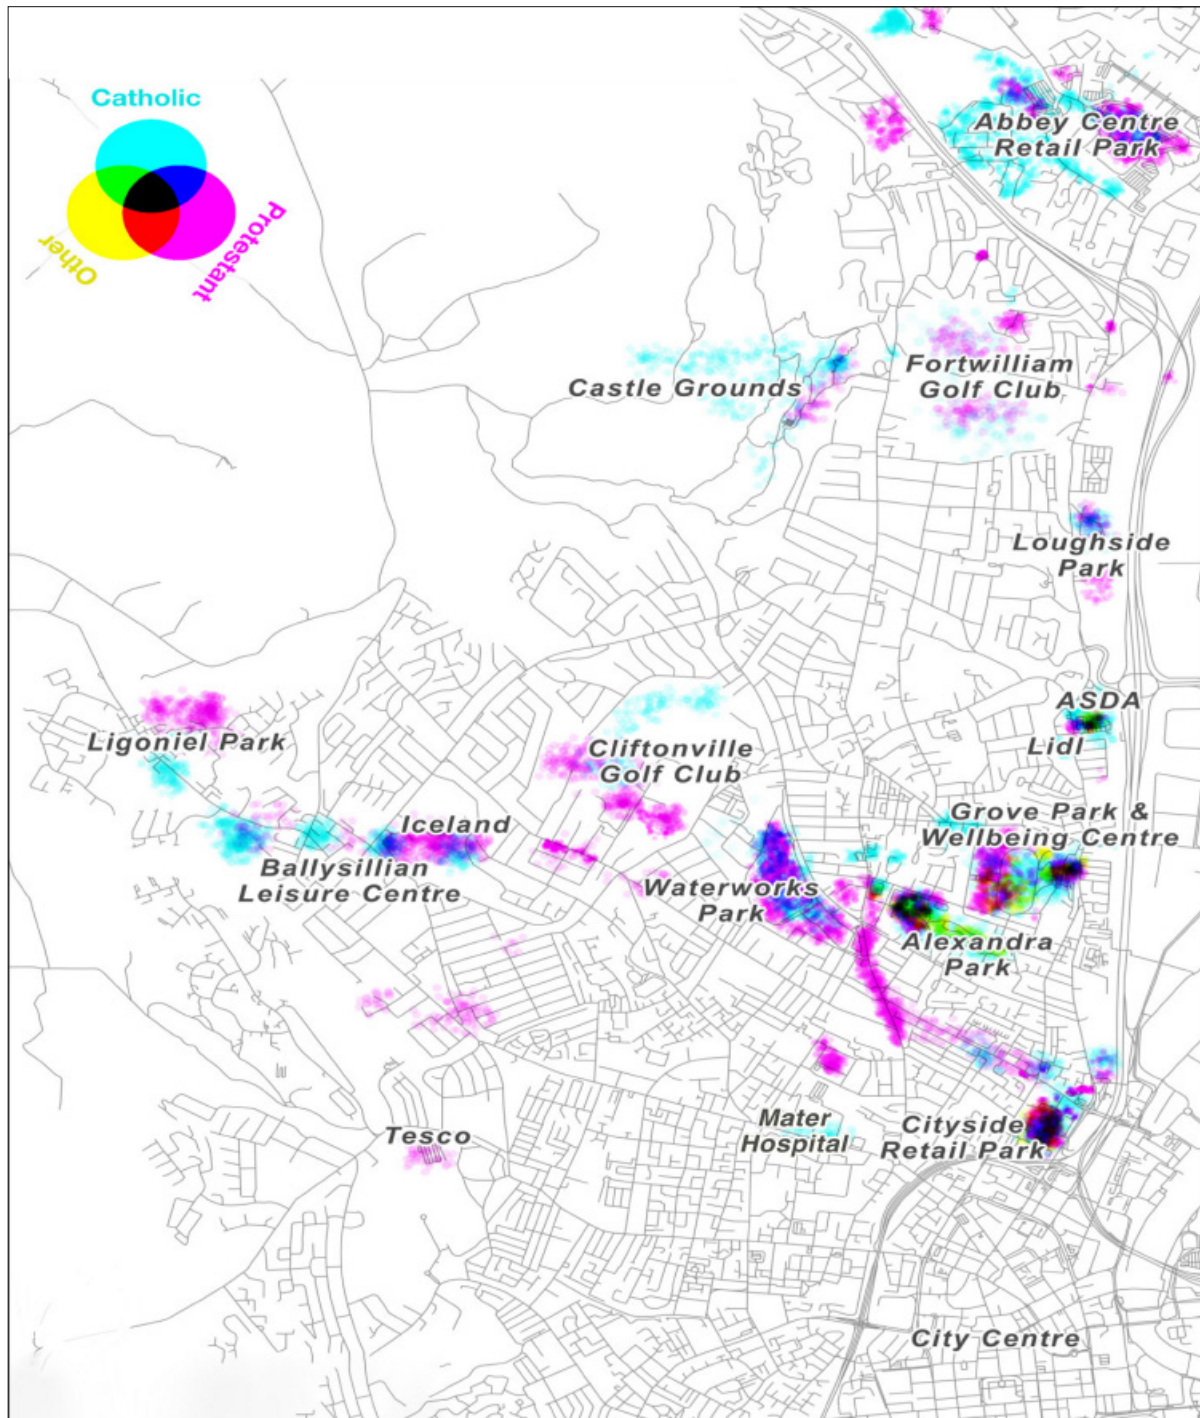 Catholic
Other
Protestant
Abbey Centre
Retail Park
Castle Grounds
Fortwilliam
Golf Club
Loughside
Park
ASDA
Lidl
Ligoniel Park
Cliftonville
Golf Club
Iceland
Grove Park &
Wellbeing Centre
Ballysillian
Leisure Centre
Waterworks
Park
Alexandra
Park
Tesco
Mater
Hospital
Cityside
Retail Park
City Centre